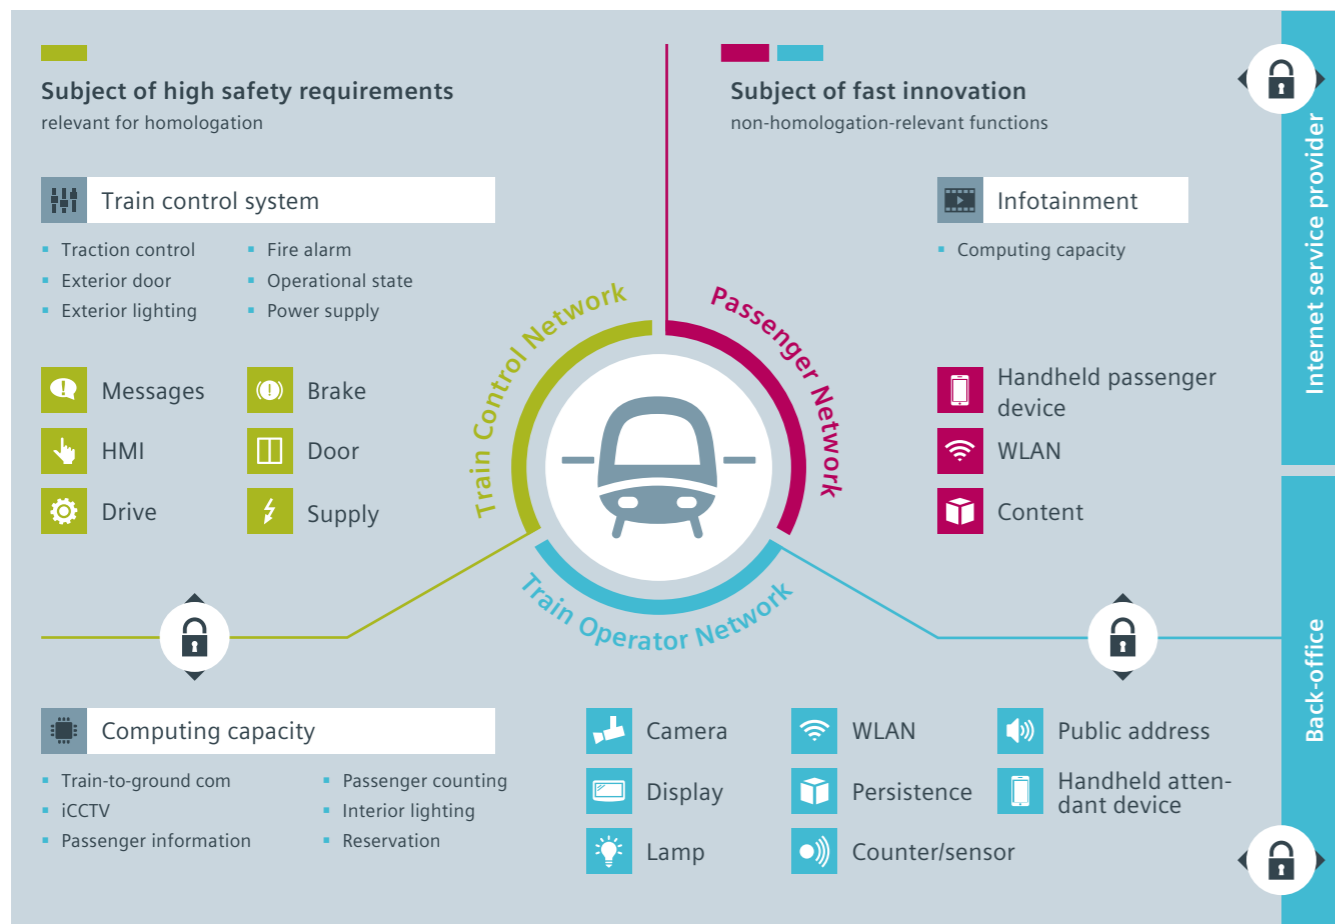 Subject of high safety requirements
relevant for homologation
Subject of fast innovation
non-homologation-relevant functions
Train control system
Traction control
Exterior door
Exterior lighting
Fire alarm
Operational state
Power supply
Messages
HMI
Drive
Brake
Door
Supply
Infotainment
Computing capacity
Handheld passenger
device
WLAN
Content
Train Control Network
Passenger Network
Train Operator Network
Computing capacity
Train-to-ground com
iCCTV
Passenger information
Passenger counting
Interior lighting
Reservation
Camera
Display
Lamp
WLAN
Persistence
Counter/sensor
Public address
Handheld atten-
dant device
Internet service provider
Back-office